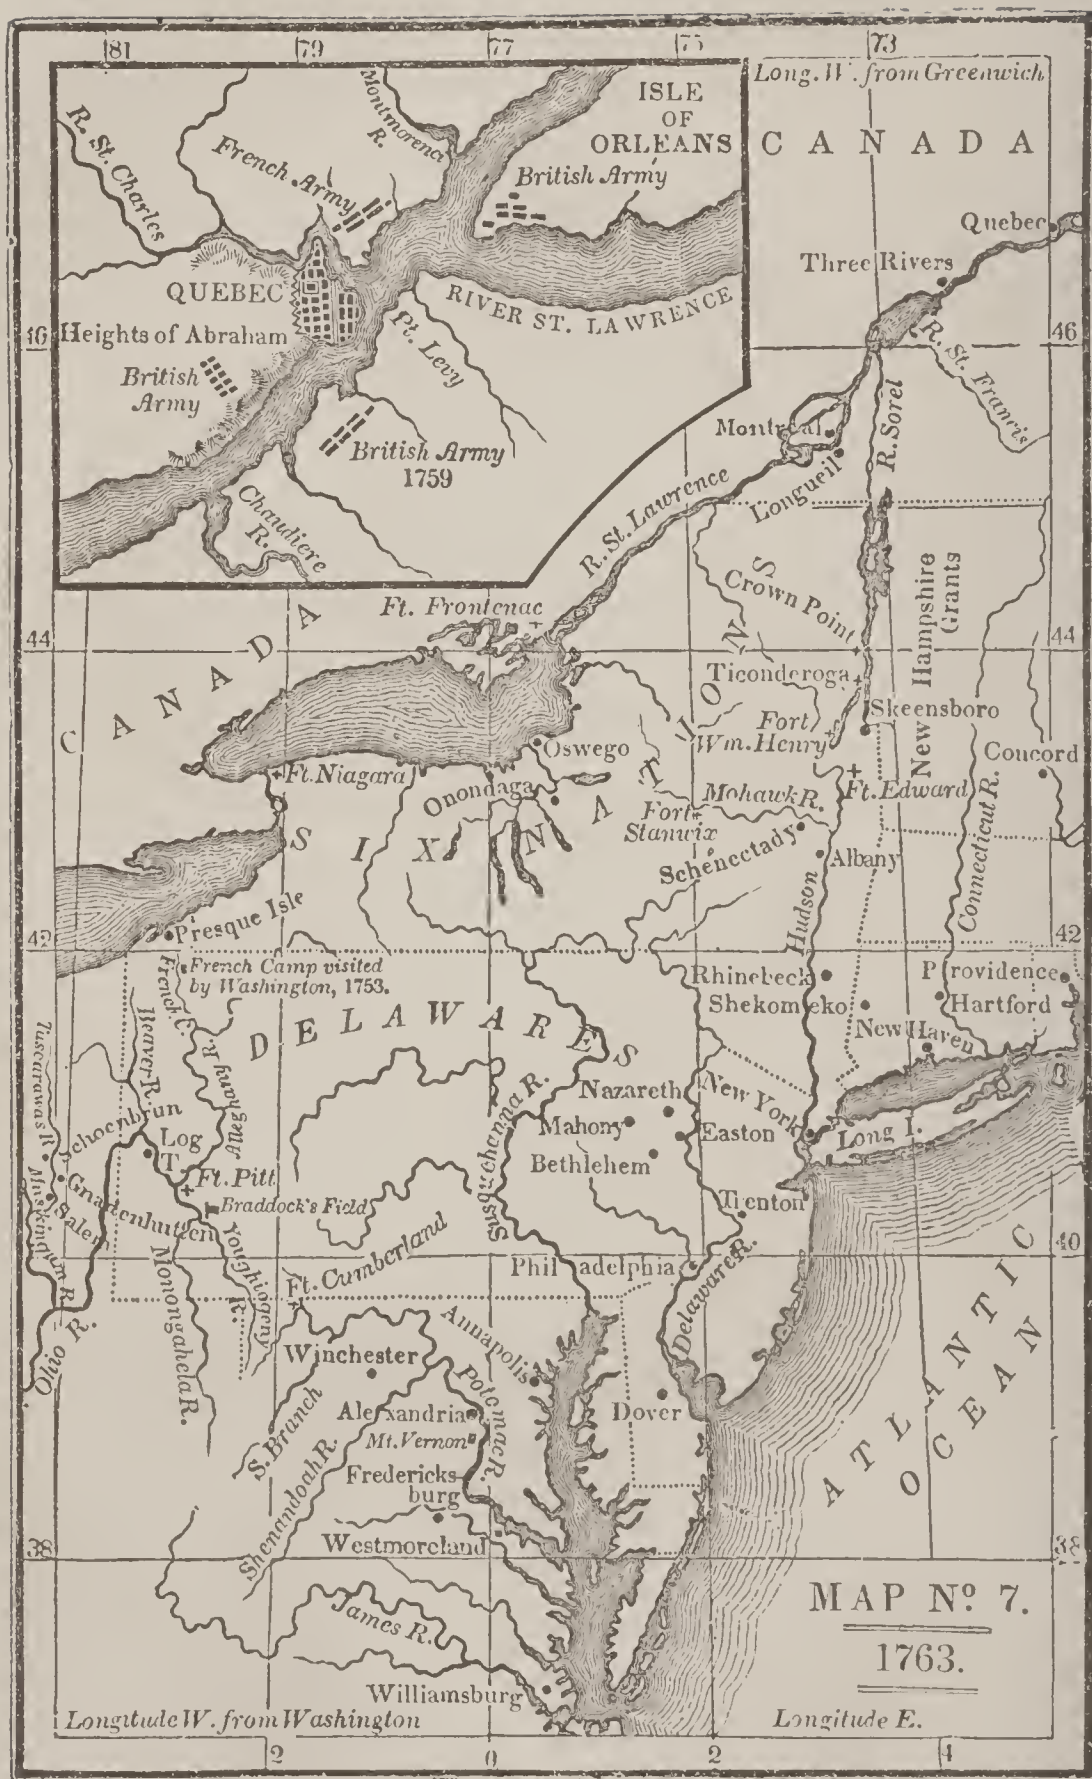 81
79
77
75
73
Long. W. from Greenwich
CANADA
R. St. Charles
French Army
Montmorenci
R.
ISLE
OF
ORLEANS
British Army
QUEBEC
Heights of Abraham
British
Army
RIVER ST. LAWRENCE
Pt. Levy
British Army
1759
Chaudiere
R.
Quebec
Three Rivers
46
46
R. St. Francis
R. Sorel
Montreal
Longueil
R. St. Lawrence
Ft. Frontenac
CANADA
44
44
Crown Point
New Hampshire
Grants
Ticonderoga
Fort
Wm. Henry
Skeensboro
Concord
Oswego
Ft. Niagara
Onondaga
SIX NATIONS
Mohawk R.
Ft. Edward
Fort
Stanwix
Schenectady
Albany
Hudson
Connecticut R.
Presque Isle
42
42
French Camp visited
by Washington, 1753.
French C.
Rhinebeck
Shekomeko
Providence
Hartford
New Haven
DELAWARES
Tuscarawas R.
Beaver R.
Alleghany R.
Susquehanna R.
Nazareth
New York
Mahony
Easton
Long I.
Bethlehem
Schoenbrun
Log
T.
Ft. Pitt
Gnadenhutten
Braddock's Field
Salem
Muskingum R.
Trenton
40
Philadelphia
Delaware R.
Ft. Cumberland
Youghiogeny
R.
Monongahela R.
Ohio R.
Annapolis
Winchester
Potomac R.
Alexandria
Mt. Vernon
Dover
S. Branch
Shenandoah R.
Fredericks
burg
Westmoreland
ATLANTIC
OCEAN
38
38
James R.
Williamsburg
MAP No. 7.
1763.
Longitude W. from Washington
Longitude E.
2
0
2
4